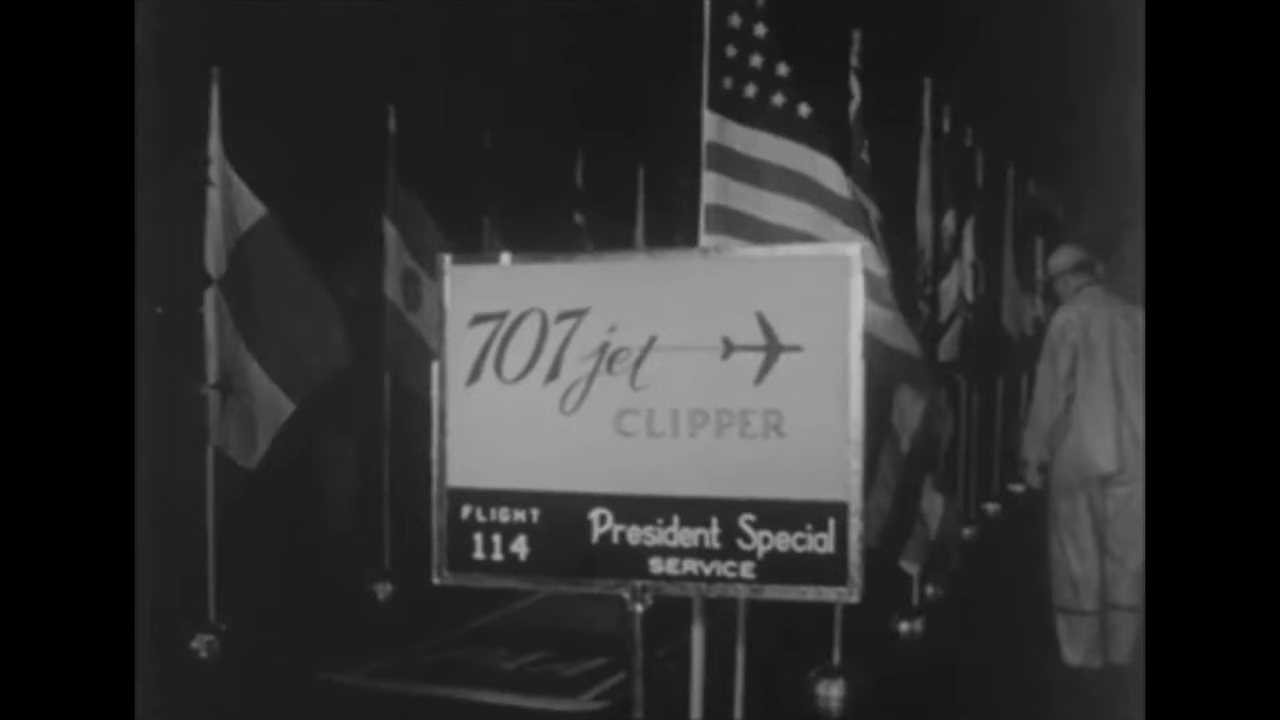 707 jet
CLIPPER
FLIGHT
114
President Special
SERVICE